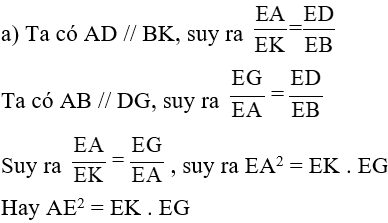 a) Ta có AD // BK, suy ra EA/EK = ED/EB
Ta có AB // DG, suy ra EG/EA = ED/EB
Suy ra EA/EK = EG/EA , suy ra EA² = EK . EG
Hay AE² = EK . EG